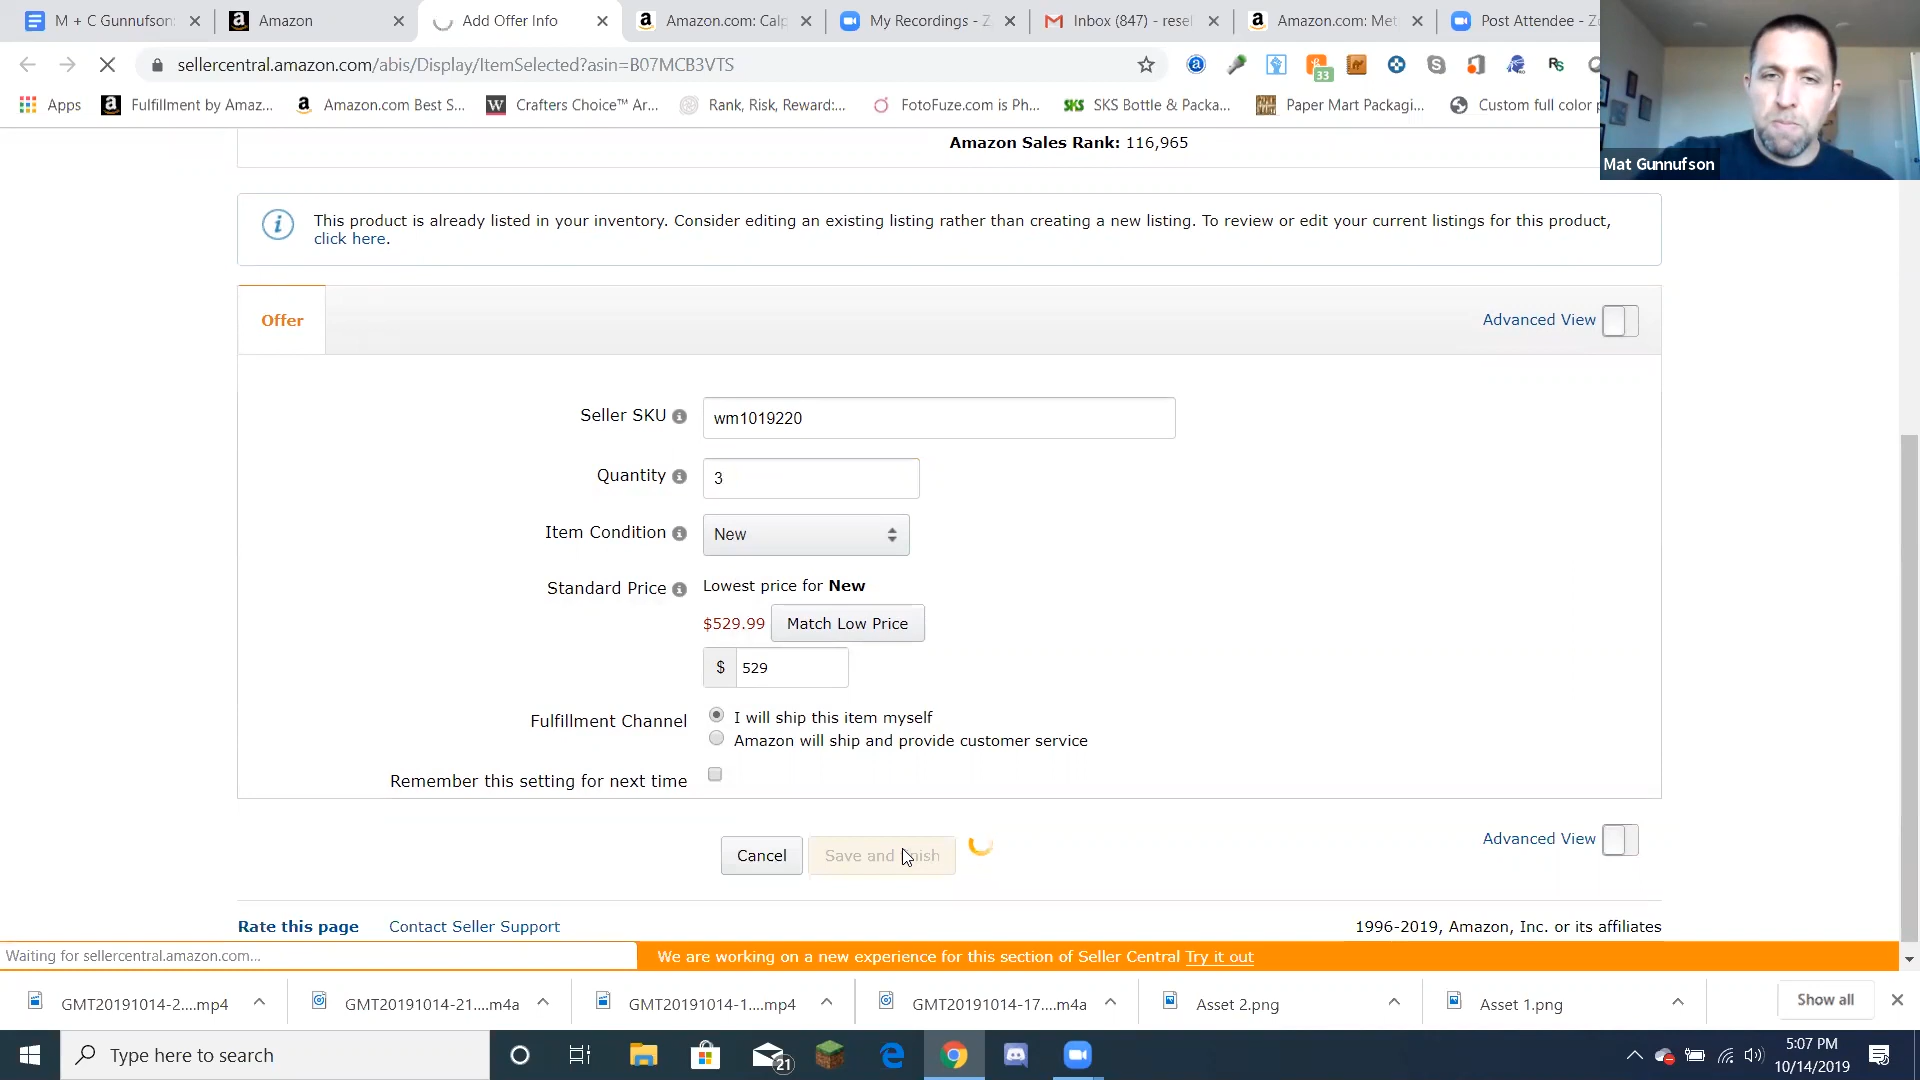 M + C Gunnufson:
Amazon
Add Offer Info
Amazon.com: Calp
My Recordings - Z
Inbox (847) - resel
Amazon.com: Met
Post Attendee - Zo
sellercentral.amazon.com/abis/Display/ItemSelected?asin=B07MCB3VTS
33
Apps
Fulfillment by Amaz...
Amazon.com Best S...
Crafters Choice™ Ar...
Rank, Risk, Reward:...
FotoFuze.com is Ph...
SKS Bottle & Packa...
Paper Mart Packagi...
Custom full color p
Mat Gunnufson
Amazon Sales Rank: 116,965
This product is already listed in your inventory. Consider editing an existing listing rather than creating a new listing. To review or edit your current listings for this product,
click here.
Offer
Advanced View
Seller SKU
wm1019220
Quantity
3
Item Condition
New
Standard Price
Lowest price for New
$529.99
Match Low Price
$ 529
Fulfillment Channel
I will ship this item myself
Amazon will ship and provide customer service
Remember this setting for next time
Cancel
Save and finish
Advanced View
Rate this page
Contact Seller Support
1996-2019, Amazon, Inc. or its affiliates
Waiting for sellercentral.amazon.com...
We are working on a new experience for this section of Seller Central Try it out
GMT20191014-2....mp4
GMT20191014-21....m4a
GMT20191014-1....mp4
GMT20191014-17....m4a
Asset 2.png
Asset 1.png
Show all
Type here to search
21
5:07 PM
10/14/2019